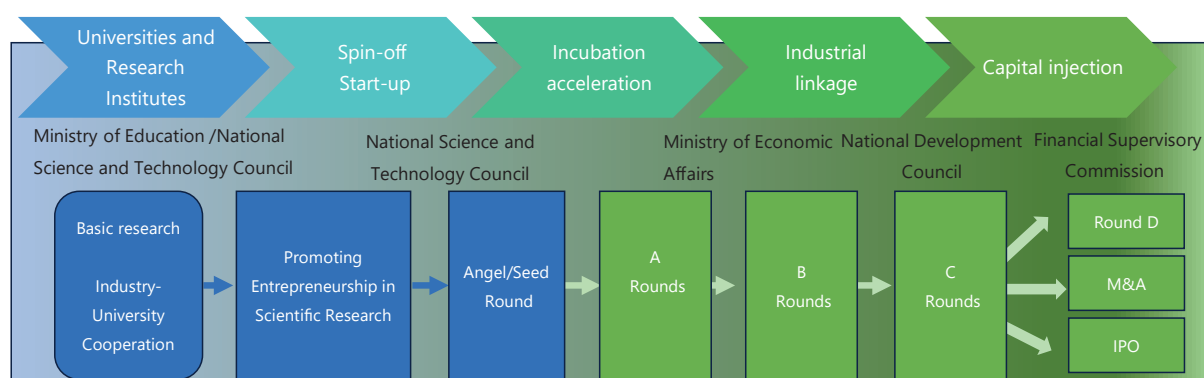 Universities and
Research
Institutes
Spin-off
Start-up
Incubation
acceleration
Industrial
linkage
Capital injection
Ministry of Education /National
Science and Technology Council
National Science and
Technology Council
Ministry of Economic
Affairs
National Development
Council
Financial Supervisory
Commission
Basic research
Industry-
University
Cooperation
Promoting
Entrepreneurship in
Scientific Research
Angel/Seed
Round
A
Rounds
B
Rounds
C
Rounds
Round D
M&A
IPO